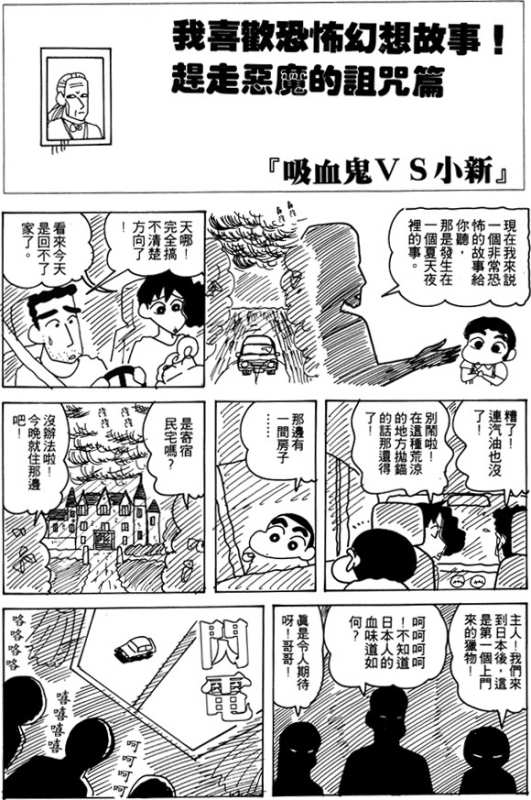 我喜歡恐怖幻想故事！
趕走惡魔的詛咒篇
『吸血鬼ＶＳ小新』
現在我來說
一個非常恐
怖的故事給
你聽，
那是發生在
一個夏天夜
裡的事。
天哪！
完全搞
不清楚
方向了
！
看來今天
是回不了
家了。
糟了！
連汽油也沒
了！
別鬧啦！
在這種荒涼
的地方拋錨
的話那還得
了！
那邊有
一間房子
……
是寄宿
民宅嗎？
沒辦法啦！
今晚就住那邊
吧！
主人！我們來
到日本後，這
是第一個上門
來的獵物！
呵呵呵呵
！不知道
日本人的
血味道如
何？
真是令人期待
呀！哥哥！
閃電
咯咯咯咯
嘻嘻嘻嘻
呵呵呵呵